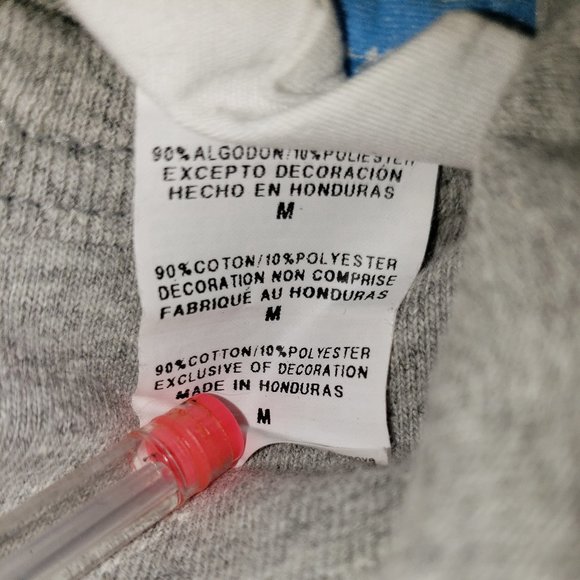 90%ALGODON/10%POLIESTER
EXCEPTO DECORACIÓN
HECHO EN HONDURAS
M
90%COTON/10%POLYESTER
DECORATION NON COMPRISE
FABRIQUÉ AU HONDURAS
M
90%COTTON/10%POLYESTER
EXCLUSIVE OF DECORATION
MADE IN HONDURAS
M